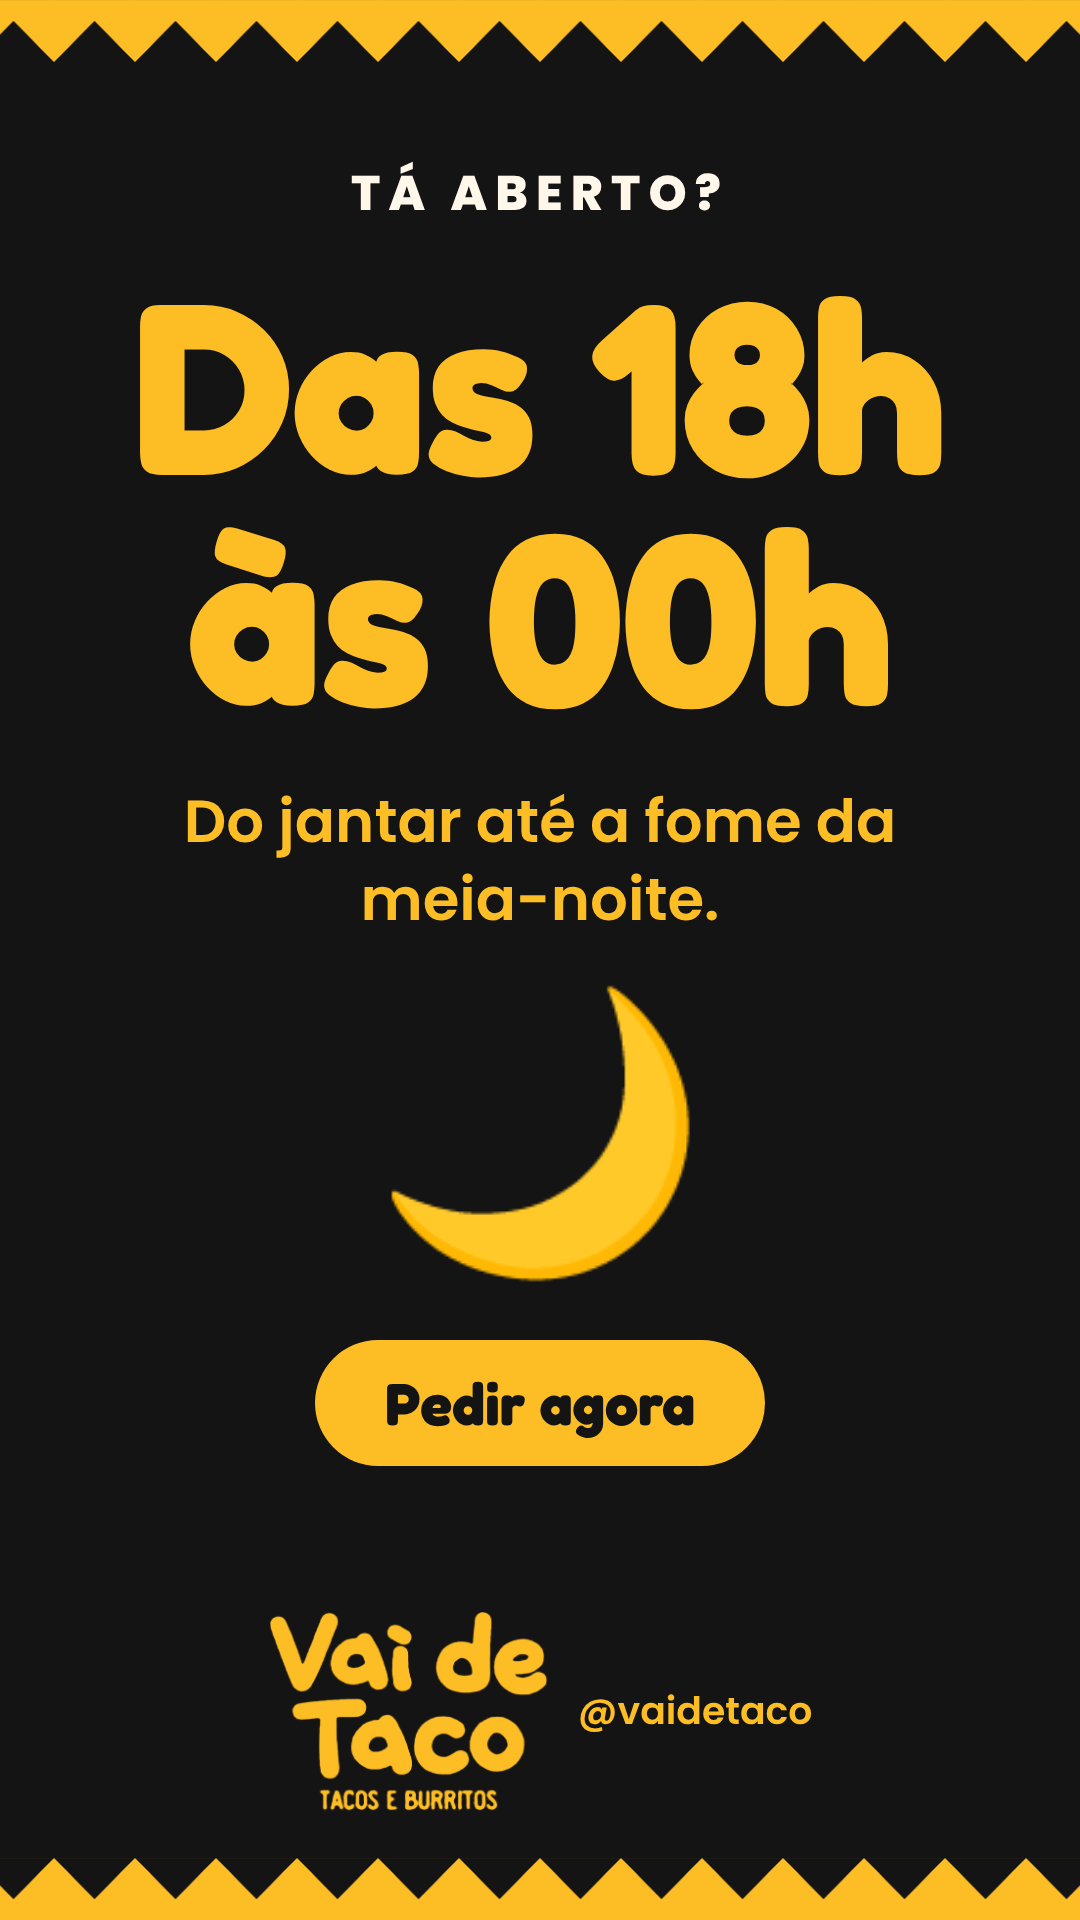 TÁ ABERTO?
Das 18h
às 00h
Do jantar até a fome da
meia-noite.
Pedir agora
Vai de
Taco
TACOS E BURRITOS
@vaidetaco